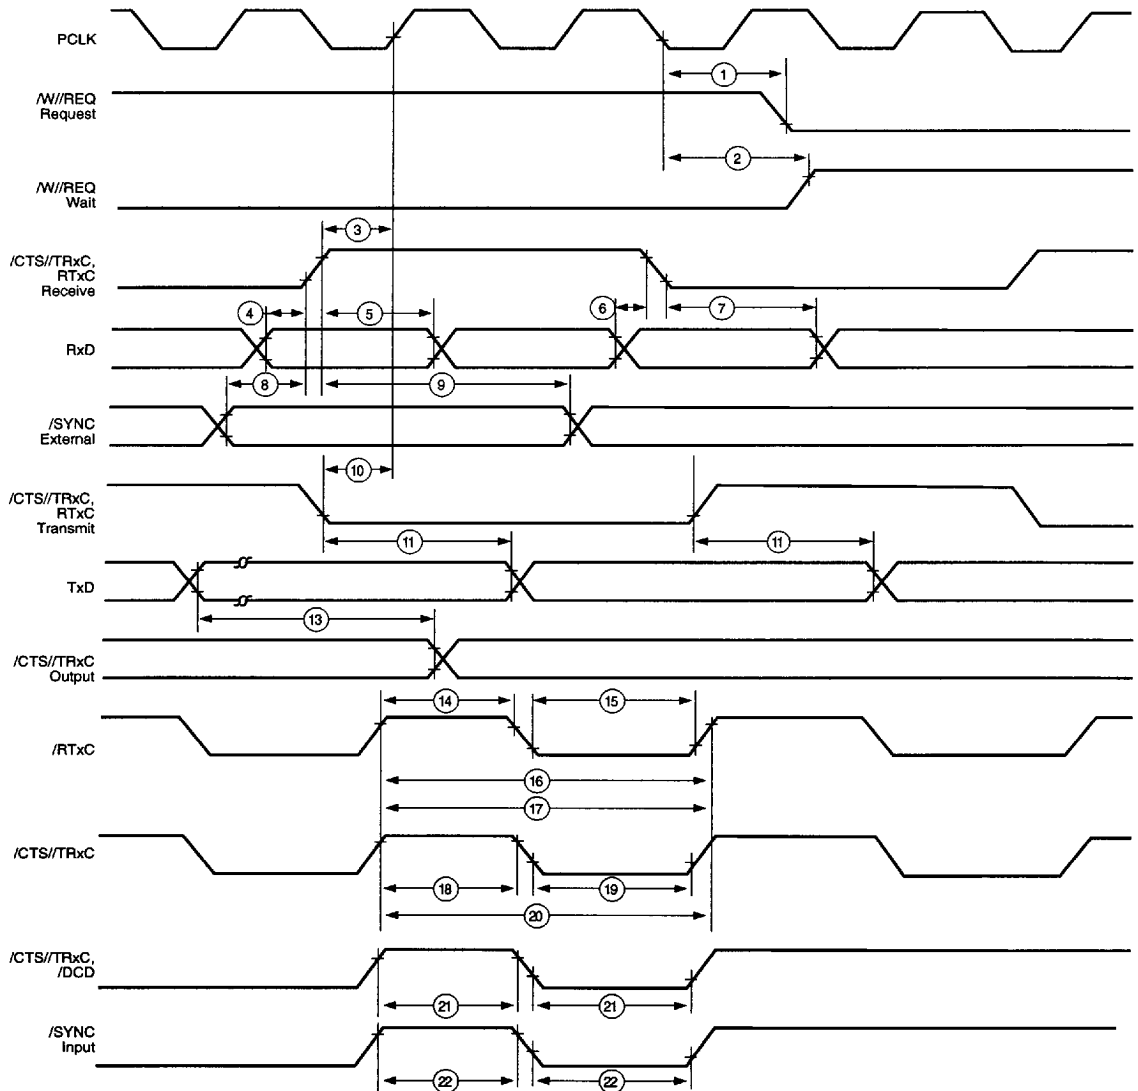 PCLK
1
/W//REQ
Request
2
/W//REQ
Wait
3
/CTS//TRxC,
RTxC
Receive
4
5
6
7
RxD
8
9
/SYNC
External
10
/CTS//TRxC,
RTxC
Transmit
11
11
TxD
13
/CTS//TRxC
Output
14
15
/RTxC
16
17
/CTS//TRxC
18
19
20
/CTS//TRxC,
/DCD
21
21
/SYNC
Input
22
22